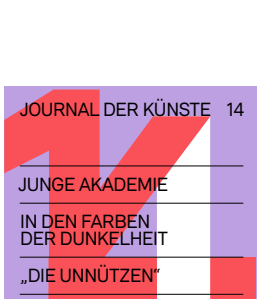 JOURNAL DER KÜNSTE 14
JUNGE AKADEMIE
IN DEN FARBEN
DER DUNKELHEIT
„DIE UNNÜTZEN“